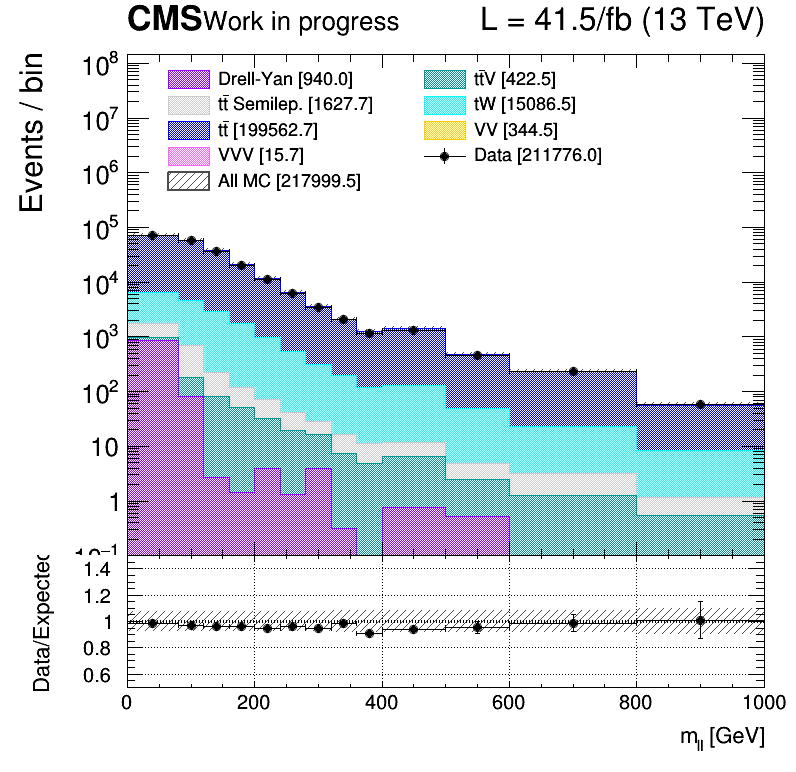 CMS Work in progress L = 41.5/fb (13 TeV)
Events / bin
10⁸
10⁷
10⁶
10⁵
10⁴
10³
10²
10
1
10⁻¹
Drell-Yan [940.0]
tt̄ Semilep. [1627.7]
tt̄ [199562.7]
VVV [15.7]
All MC [217999.5]
tt̄V [422.5]
tW [15086.5]
VV [344.5]
Data [211776.0]
Data/Expected
1.4
1.2
1
0.8
0.6
0 200 400 600 800 1000
m_ll [GeV]